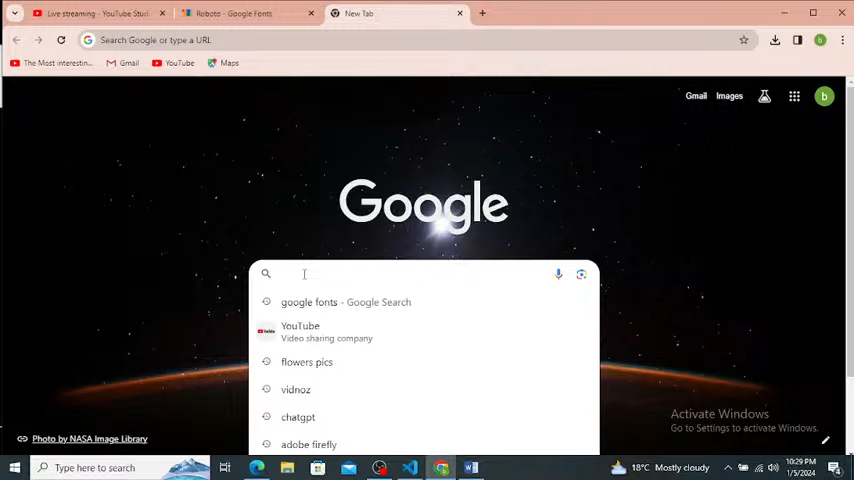 Live streaming - YouTube Stud
Roboto - Google Fonts
New Tab
Search Google or type a URL
The Most interestin...
Gmail
YouTube
Maps
Gmail
Images
b
b
Google
google fonts - Google Search
YouTube
Video sharing company
flowers pics
vidnoz
chatgpt
adobe firefly
Activate Windows
Go to Settings to activate Windows.
Photo by NASA Image Library
Type here to search
18°C Mostly cloudy
10:29 PM
1/5/2024
4